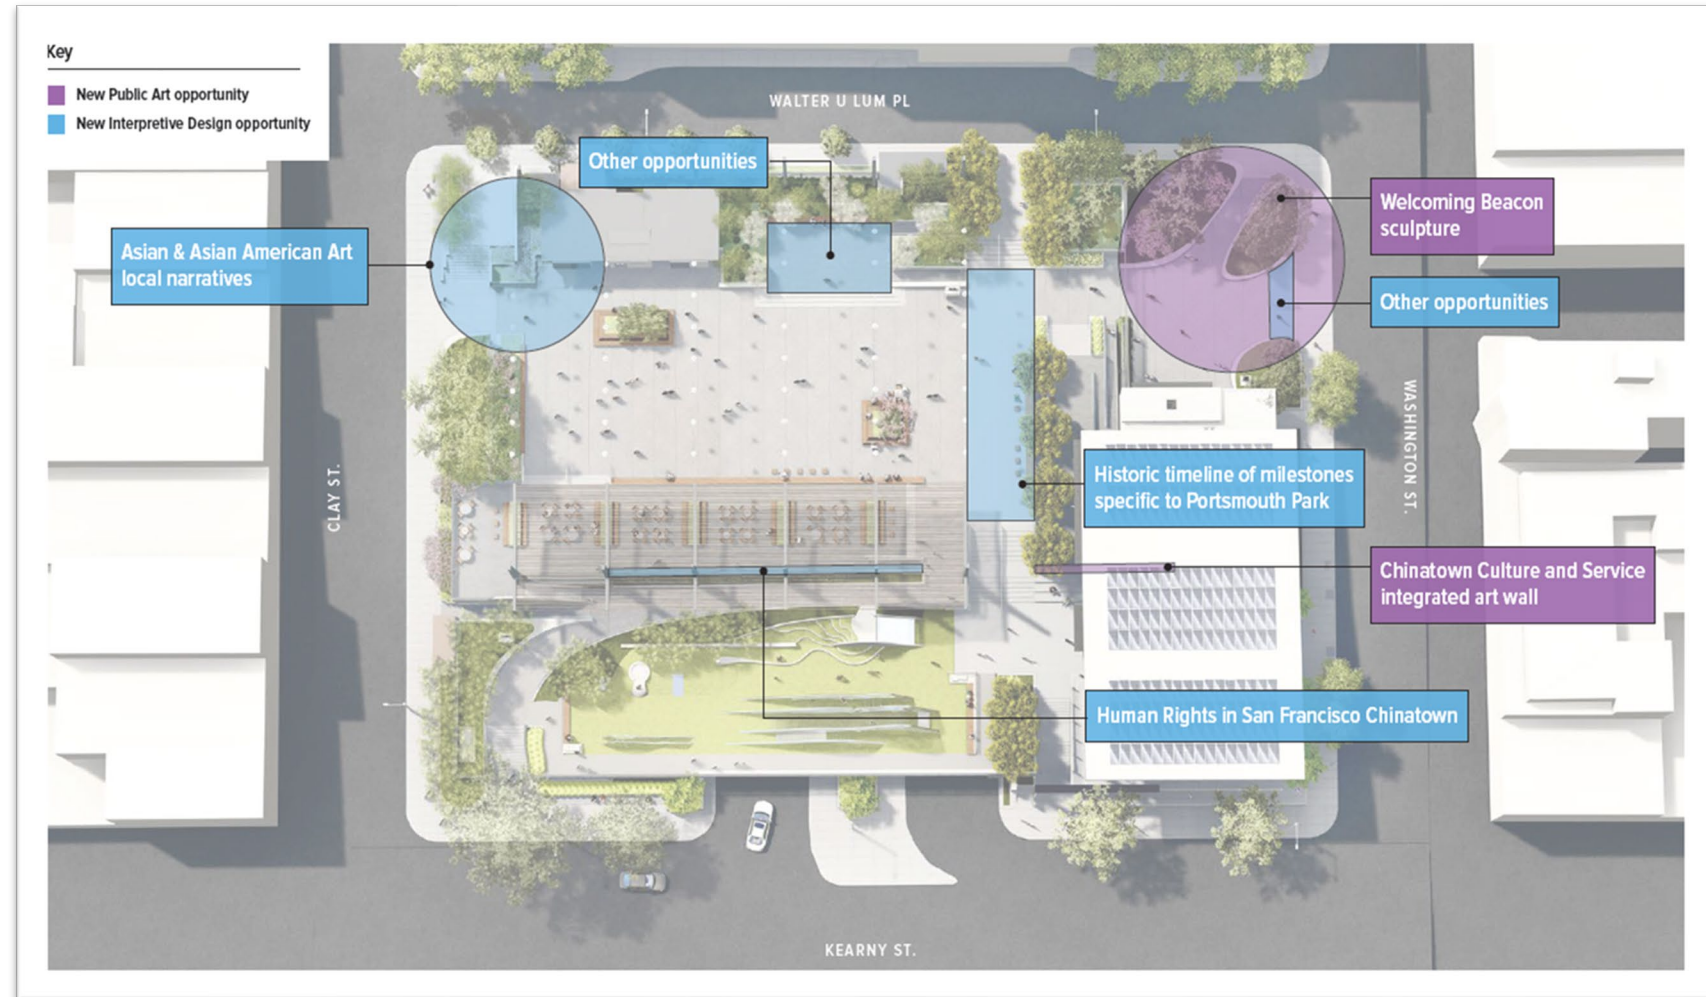 Key
New Public Art opportunity
New Interpretive Design opportunity
WALTER U LUM PL
Other opportunities
Welcoming Beacon
sculpture
Asian & Asian American Art
local narratives
Other opportunities
CLAY ST.
WASHINGTON ST.
Historic timeline of milestones
specific to Portsmouth Park
Chinatown Culture and Service
integrated art wall
Human Rights in San Francisco Chinatown
KEARNY ST.